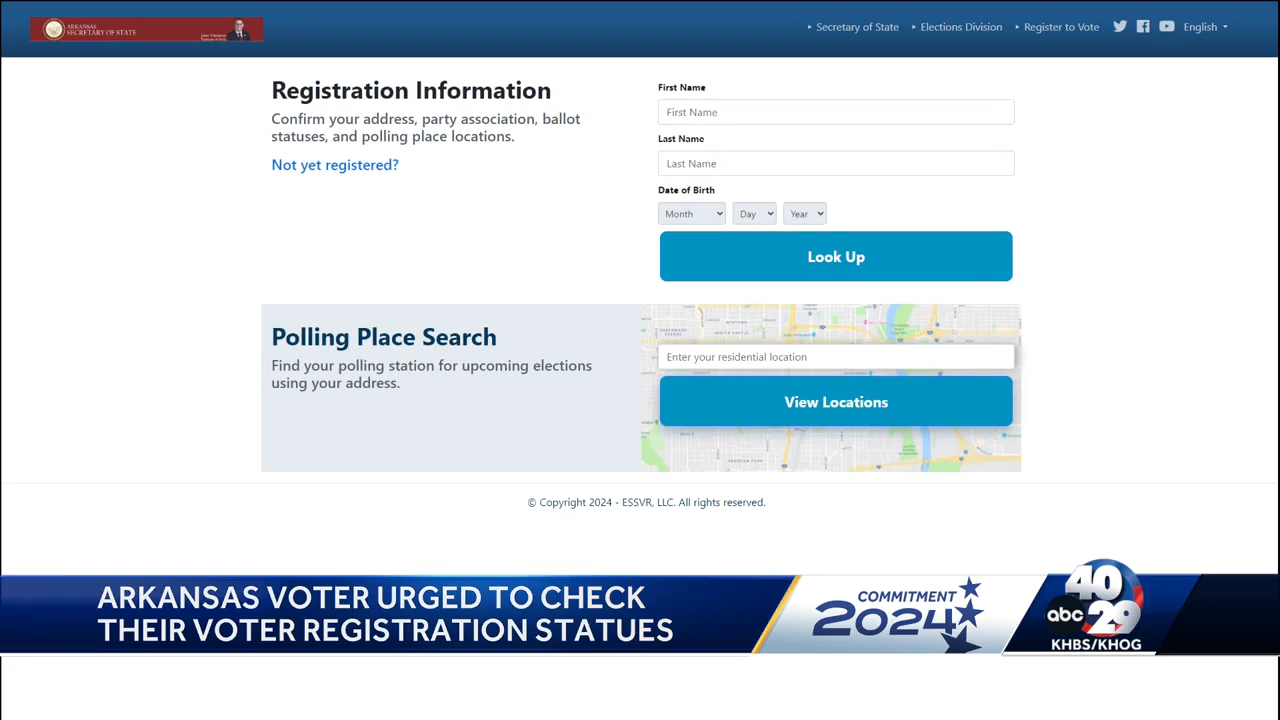 ARKANSAS
SECRETARY OF STATE
Secretary of State
Elections Division
Register to Vote
English
Registration Information
Confirm your address, party association, ballot
statuses, and polling place locations.
Not yet registered?
First Name
First Name
Last Name
Last Name
Date of Birth
Month
Day
Year
Look Up
Polling Place Search
Find your polling station for upcoming elections
using your address.
Enter your residential location
View Locations
© Copyright 2024 - ESSVR, LLC. All rights reserved.
ARKANSAS VOTER URGED TO CHECK
THEIR VOTER REGISTRATION STATUES
COMMITMENT
2024
40
abc 29
KHBS/KHOG